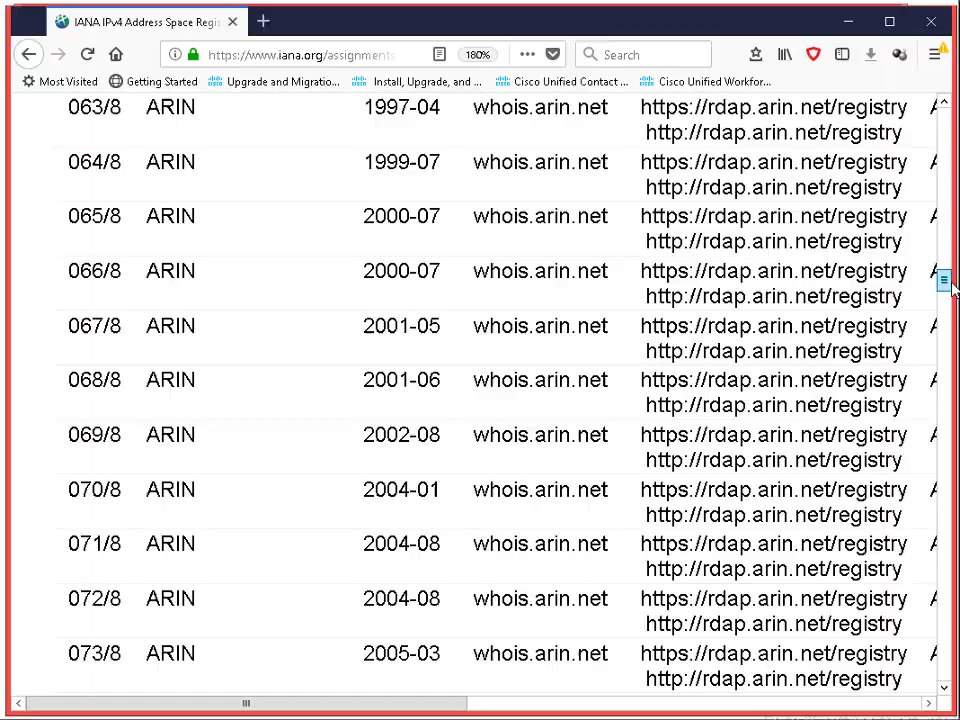 IANA IPv4 Address Space Regis
https://www.iana.org/assignments
180%
Search
Most Visited
Getting Started
Upgrade and Migratio...
Install, Upgrade, and ...
Cisco Unified Contact ...
Cisco Unified Workfor...
063/8 ARIN 1997-04 whois.arin.net https://rdap.arin.net/registry
http://rdap.arin.net/registry
064/8 ARIN 1999-07 whois.arin.net https://rdap.arin.net/registry
http://rdap.arin.net/registry
065/8 ARIN 2000-07 whois.arin.net https://rdap.arin.net/registry
http://rdap.arin.net/registry
066/8 ARIN 2000-07 whois.arin.net https://rdap.arin.net/registry
http://rdap.arin.net/registry
067/8 ARIN 2001-05 whois.arin.net https://rdap.arin.net/registry
http://rdap.arin.net/registry
068/8 ARIN 2001-06 whois.arin.net https://rdap.arin.net/registry
http://rdap.arin.net/registry
069/8 ARIN 2002-08 whois.arin.net https://rdap.arin.net/registry
http://rdap.arin.net/registry
070/8 ARIN 2004-01 whois.arin.net https://rdap.arin.net/registry
http://rdap.arin.net/registry
071/8 ARIN 2004-08 whois.arin.net https://rdap.arin.net/registry
http://rdap.arin.net/registry
072/8 ARIN 2004-08 whois.arin.net https://rdap.arin.net/registry
http://rdap.arin.net/registry
073/8 ARIN 2005-03 whois.arin.net https://rdap.arin.net/registry
http://rdap.arin.net/registry